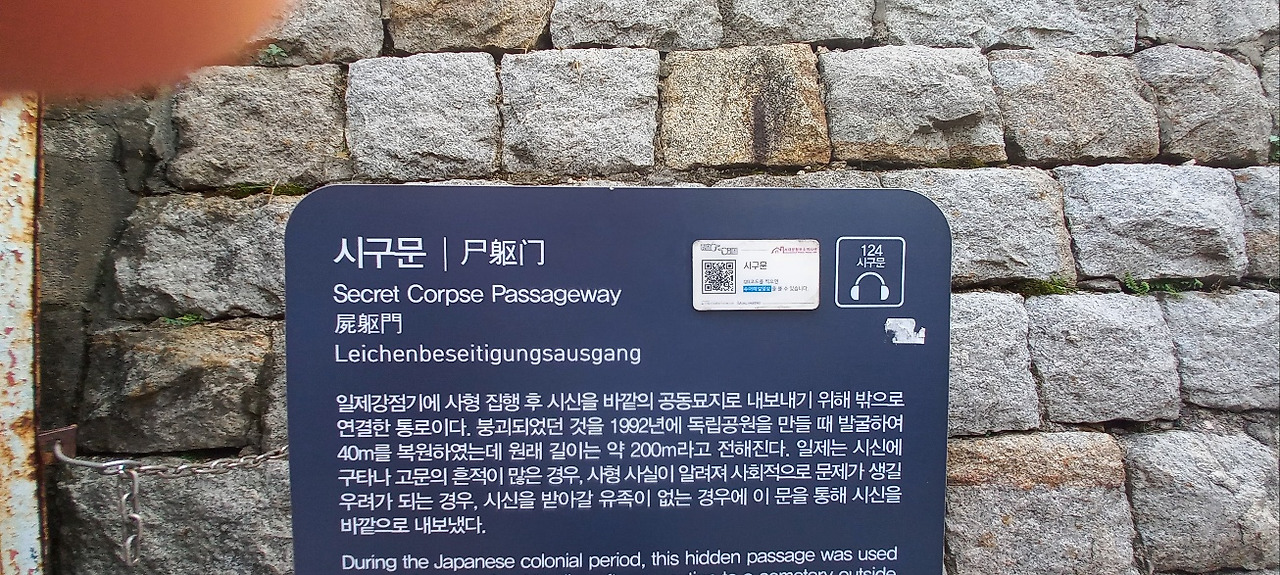 시구문 | 尸躯门
Secret Corpse Passageway
屍躯門
Leichenbeseitigungsausgang
시구문
124
시구문
일제강점기에 사형 집행 후 시신을 바깥의 공동묘지로 내보내기 위해 밖으로
연결한 통로이다. 붕괴되었던 것을 1992년에 독립공원을 만들 때 발굴하여
40m를 복원하였는데 원래 길이는 약 200m라고 전해진다. 일제는 시신에
구타나 고문의 흔적이 많은 경우, 사형 사실이 알려져 사회적으로 문제가 생길
우려가 되는 경우, 시신을 받아갈 유족이 없는 경우에 이 문을 통해 시신을
바깥으로 내보냈다.
During the Japanese colonial period, this hidden passage was used
to a cemetery outside